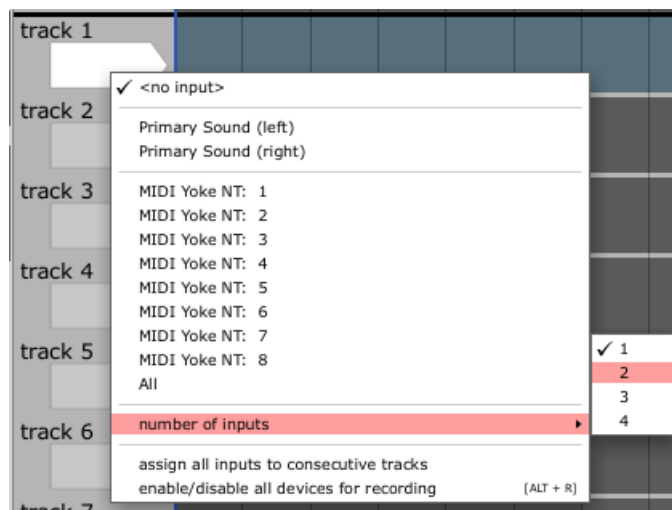 track 1
<no input>
track 2
Primary Sound (left)
Primary Sound (right)
track 3
MIDI Yoke NT: 1
MIDI Yoke NT: 2
MIDI Yoke NT: 3
track 4
MIDI Yoke NT: 4
MIDI Yoke NT: 5
MIDI Yoke NT: 6
MIDI Yoke NT: 7
track 5
MIDI Yoke NT: 8
All
1
2
3
4
track 6
number of inputs
assign all inputs to consecutive tracks
enable/disable all devices for recording [ALT + R]
track 7